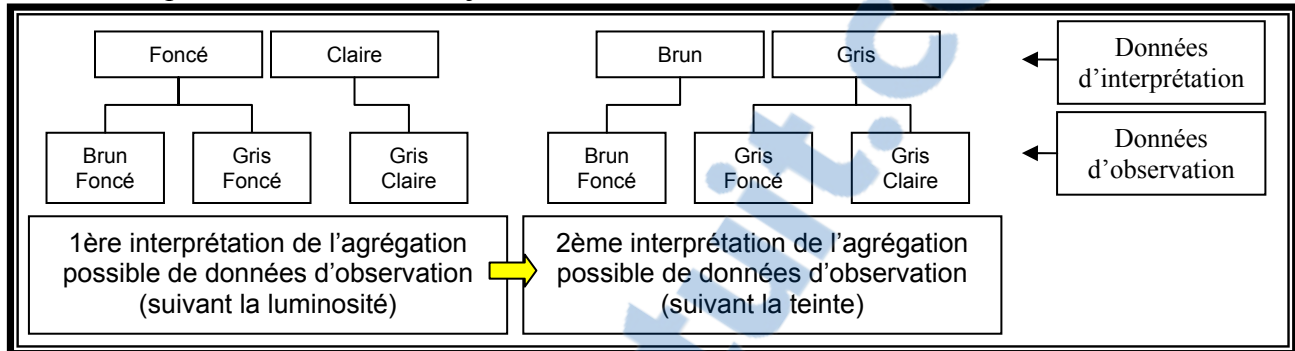 Foncé
Claire
Brun
Gris
Données
d'interprétation
Brun
Foncé
Gris
Foncé
Gris
Claire
Brun
Foncé
Gris
Foncé
Gris
Claire
Données
d'observation
1ère interprétation de l'agrégation
possible de données d'observation
(suivant la luminosité)
2ème interprétation de l'agrégation
possible de données d'observation
(suivant la teinte)